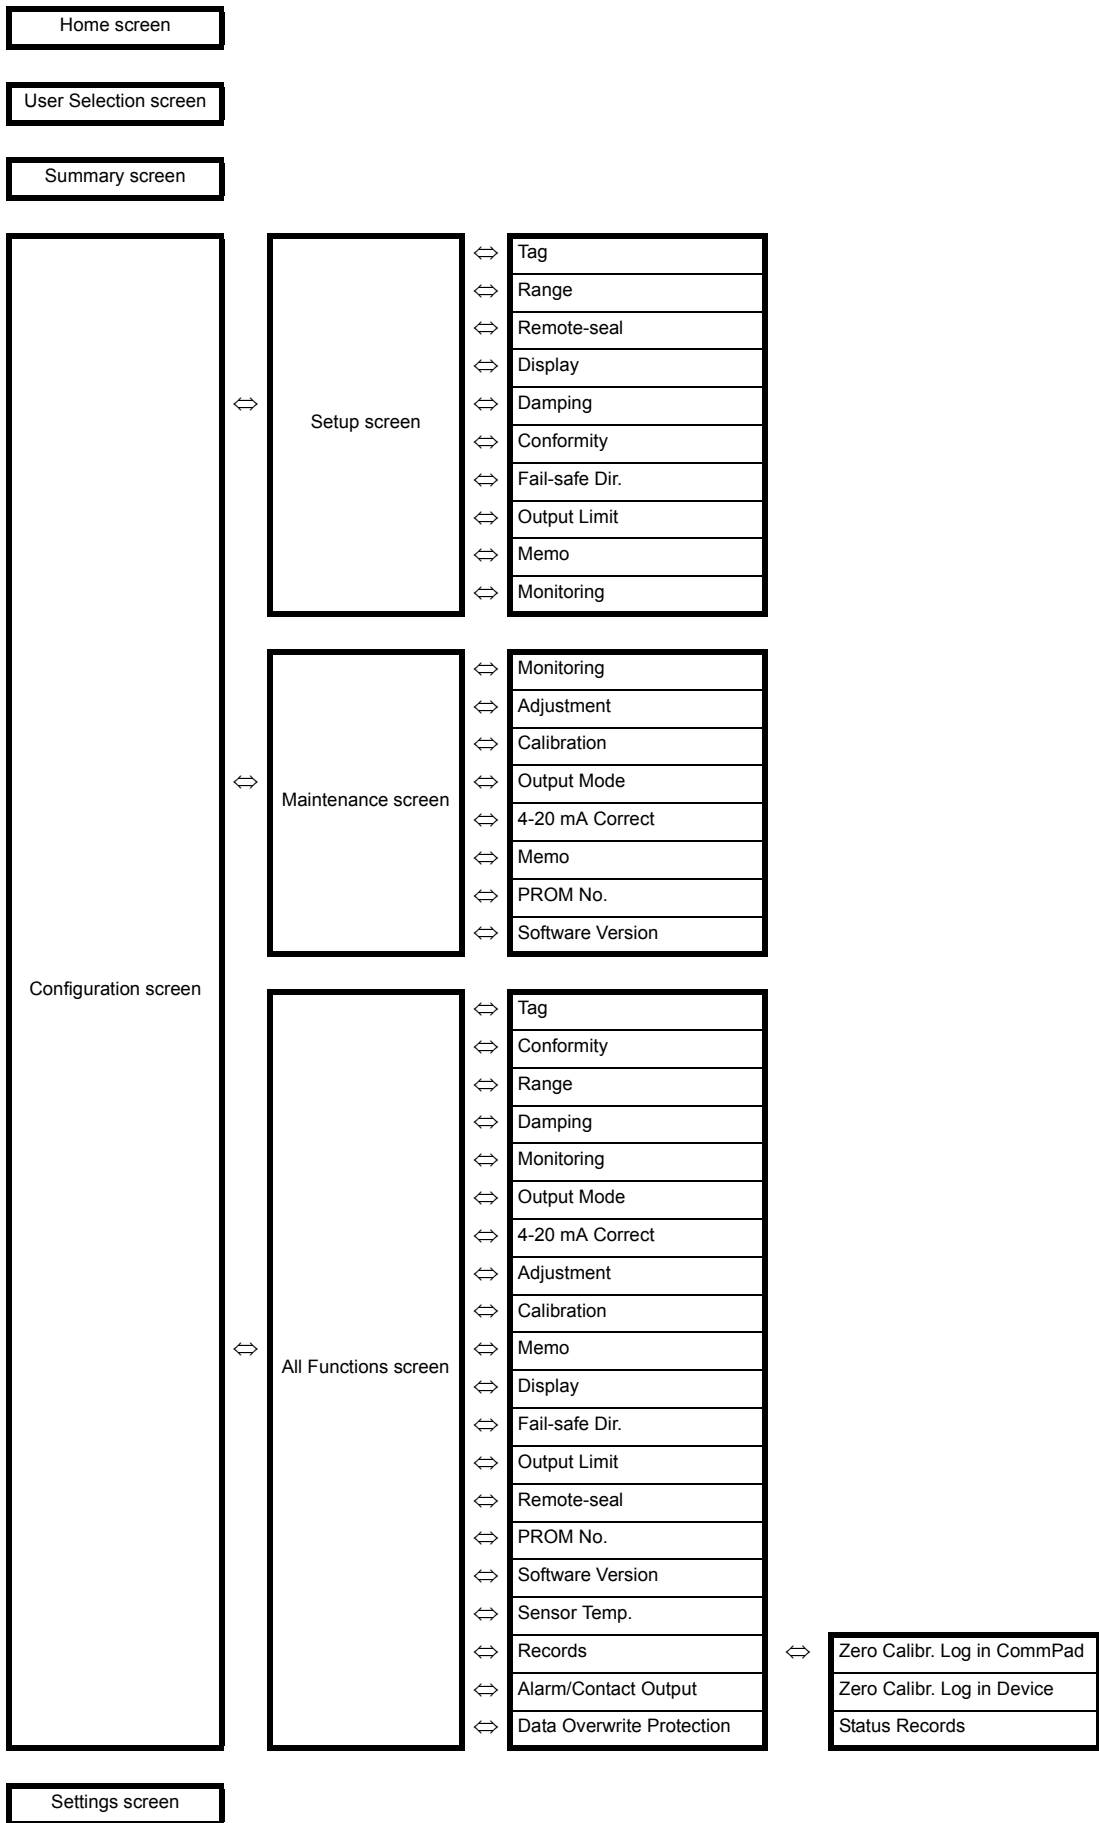 Home screen
User Selection screen
Summary screen
Configuration screen
⇔ Setup screen
⇔ Tag
⇔ Range
⇔ Remote-seal
⇔ Display
⇔ Damping
⇔ Conformity
⇔ Fail-safe Dir.
⇔ Output Limit
⇔ Memo
⇔ Monitoring
⇔ Maintenance screen
⇔ Monitoring
⇔ Adjustment
⇔ Calibration
⇔ Output Mode
⇔ 4-20 mA Correct
⇔ Memo
⇔ PROM No.
⇔ Software Version
⇔ All Functions screen
⇔ Tag
⇔ Conformity
⇔ Range
⇔ Damping
⇔ Monitoring
⇔ Output Mode
⇔ 4-20 mA Correct
⇔ Adjustment
⇔ Calibration
⇔ Memo
⇔ Display
⇔ Fail-safe Dir.
⇔ Output Limit
⇔ Remote-seal
⇔ PROM No.
⇔ Software Version
⇔ Sensor Temp.
⇔ Records ⇔ Zero Calibr. Log in CommPad
⇔ Alarm/Contact Output Zero Calibr. Log in Device
⇔ Data Overwrite Protection Status Records
Settings screen